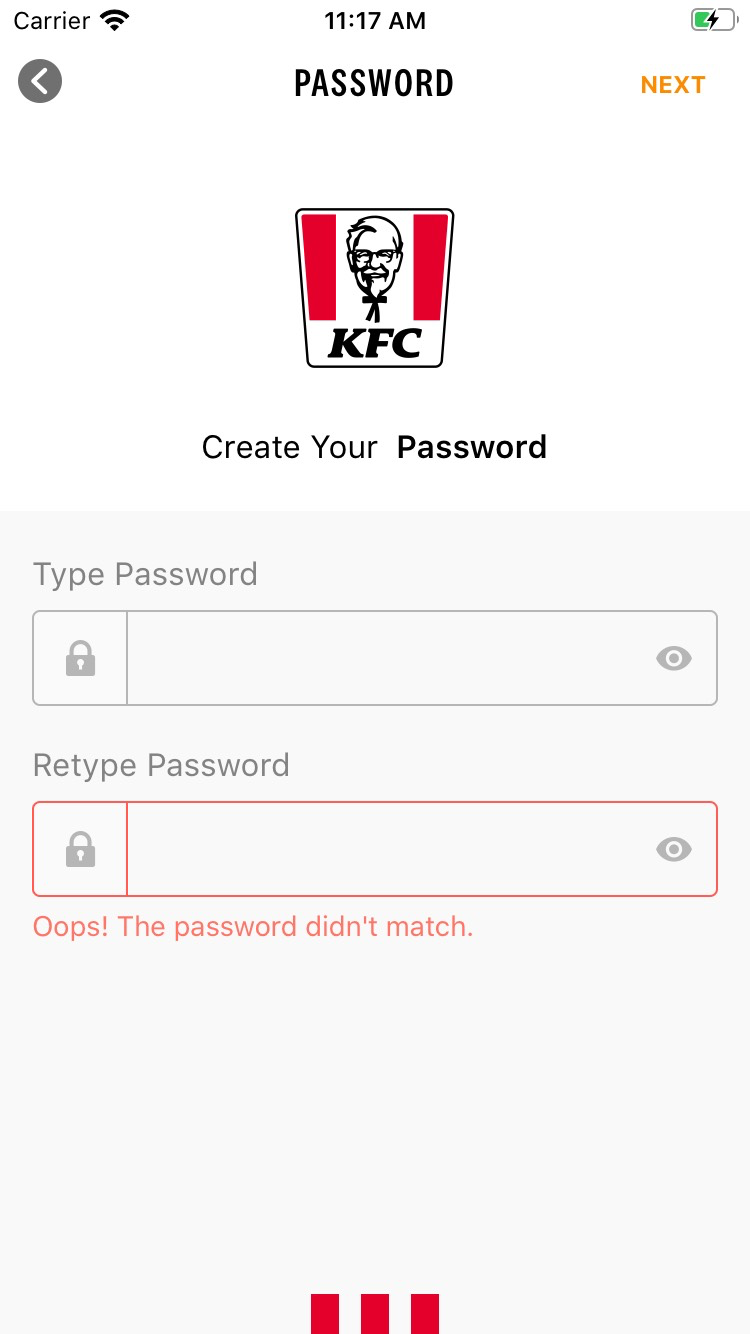 Carrier 11:17 AM
PASSWORD NEXT
KFC
Create Your Password
Type Password
Retype Password
Oops! The password didn't match.